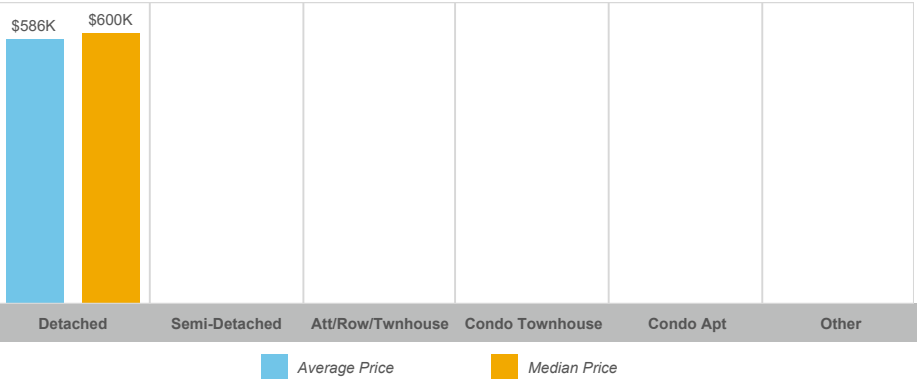 $586K
$600K
Detached Semi-Detached Att/Row/Twnhouse Condo Townhouse Condo Apt Other
Average Price Median Price